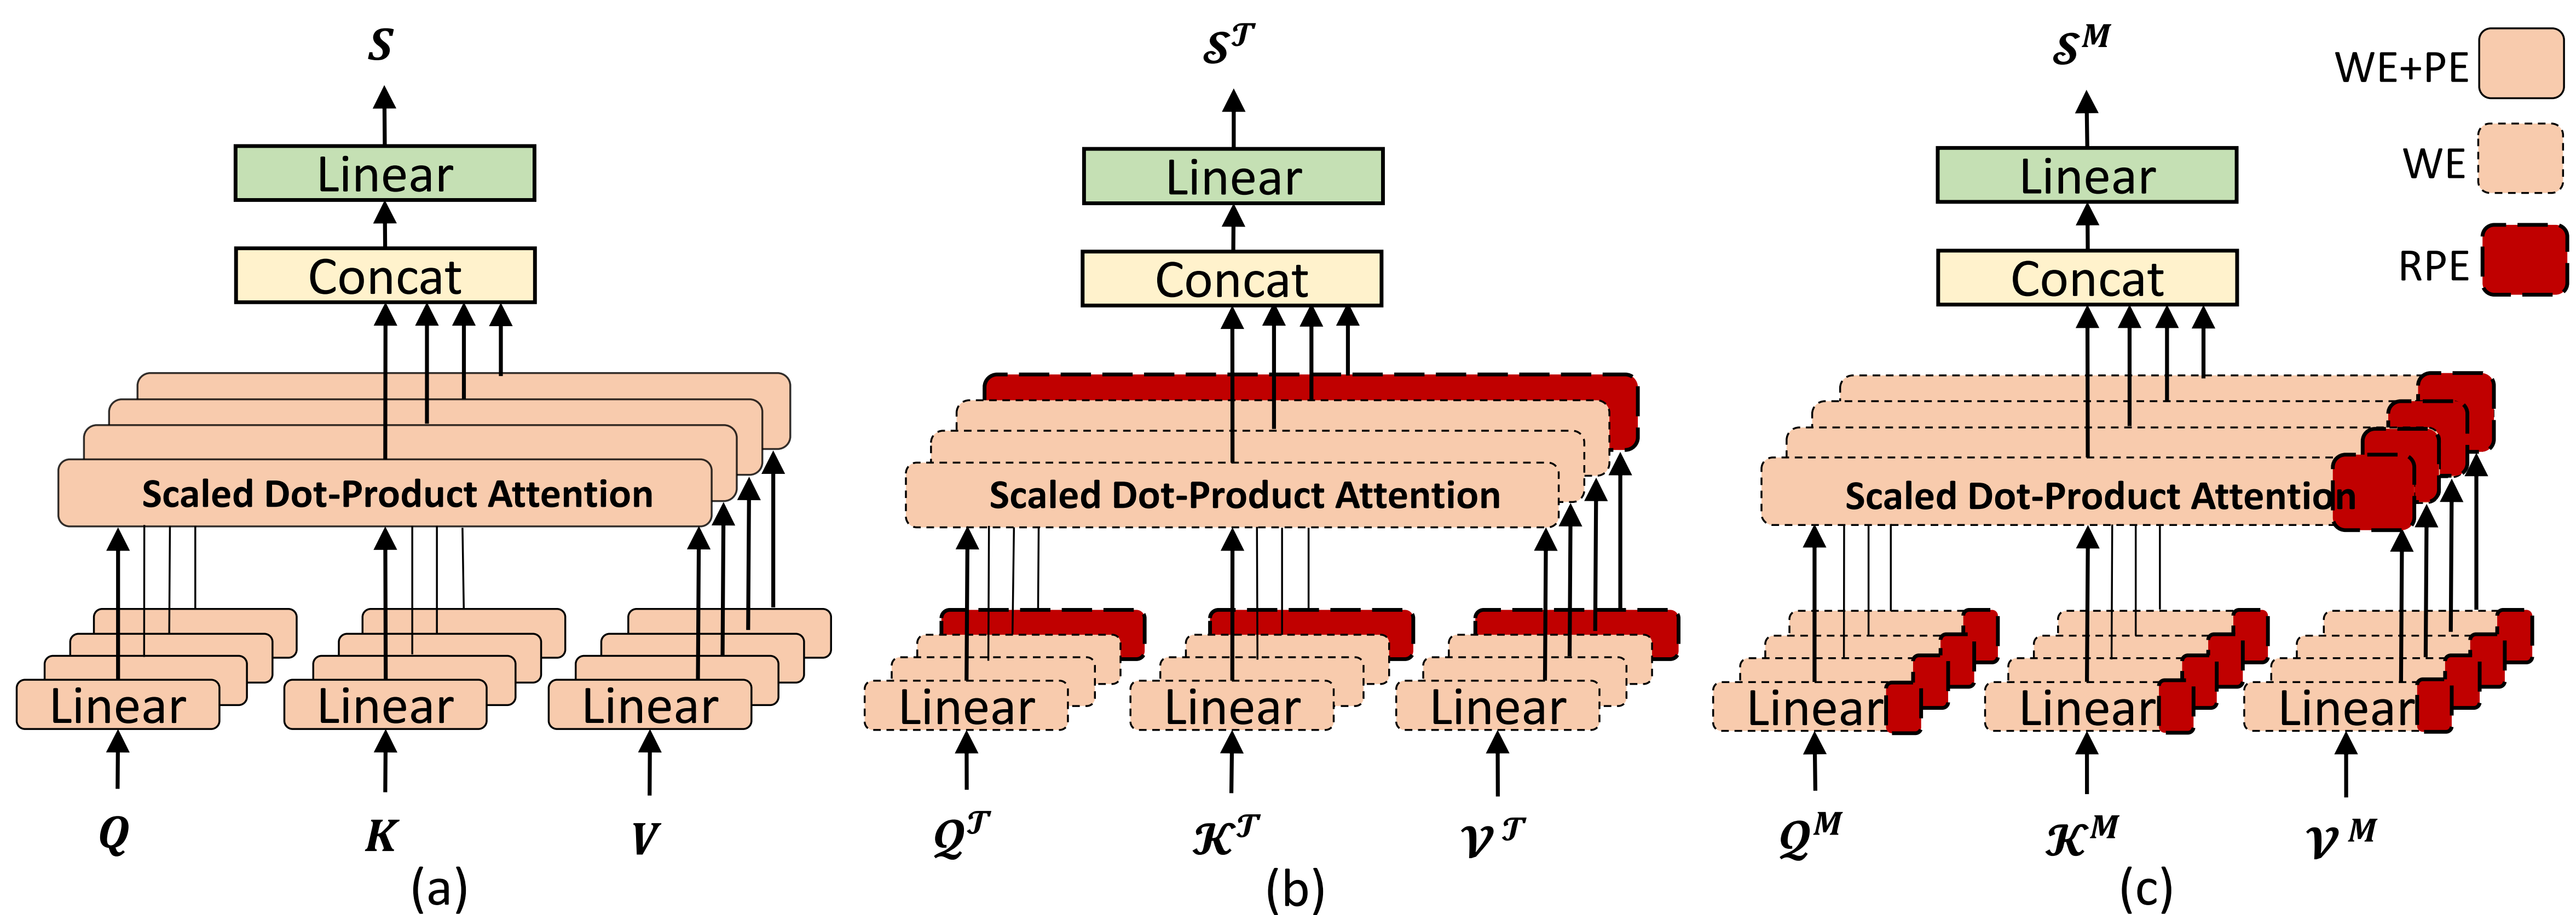 S
Linear
Concat
Scaled Dot-Product Attention
Linear Linear Linear
Q K V
(a)
𝒮^𝒯
Linear
Concat
Scaled Dot-Product Attention
Linear Linear Linear
𝒬^𝒯 𝒦^𝒯 𝒱^𝒯
(b)
𝒮^M
Linear
Concat
Scaled Dot-Product Attention
Linear Linear Linear
𝒬^M 𝒦^M 𝒱^M
(c)
WE+PE
WE
RPE